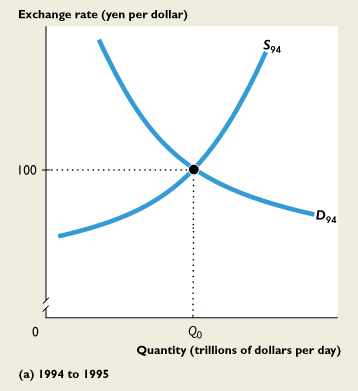 Exchange rate (yen per dollar)
S94
100
D94
0
Q0
Quantity (trillions of dollars per day)
(a) 1994 to 1995